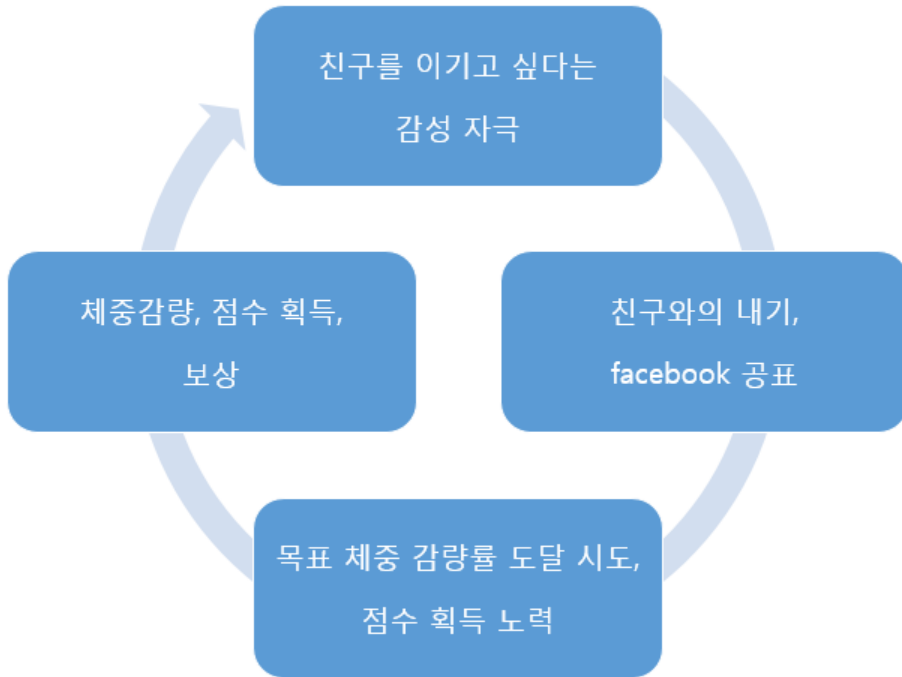 친구를 이기고 싶다는
감성 자극
친구와의 내기,
facebook 공표
목표 체중 감량률 도달 시도,
점수 획득 노력
체중감량, 점수 획득,
보상